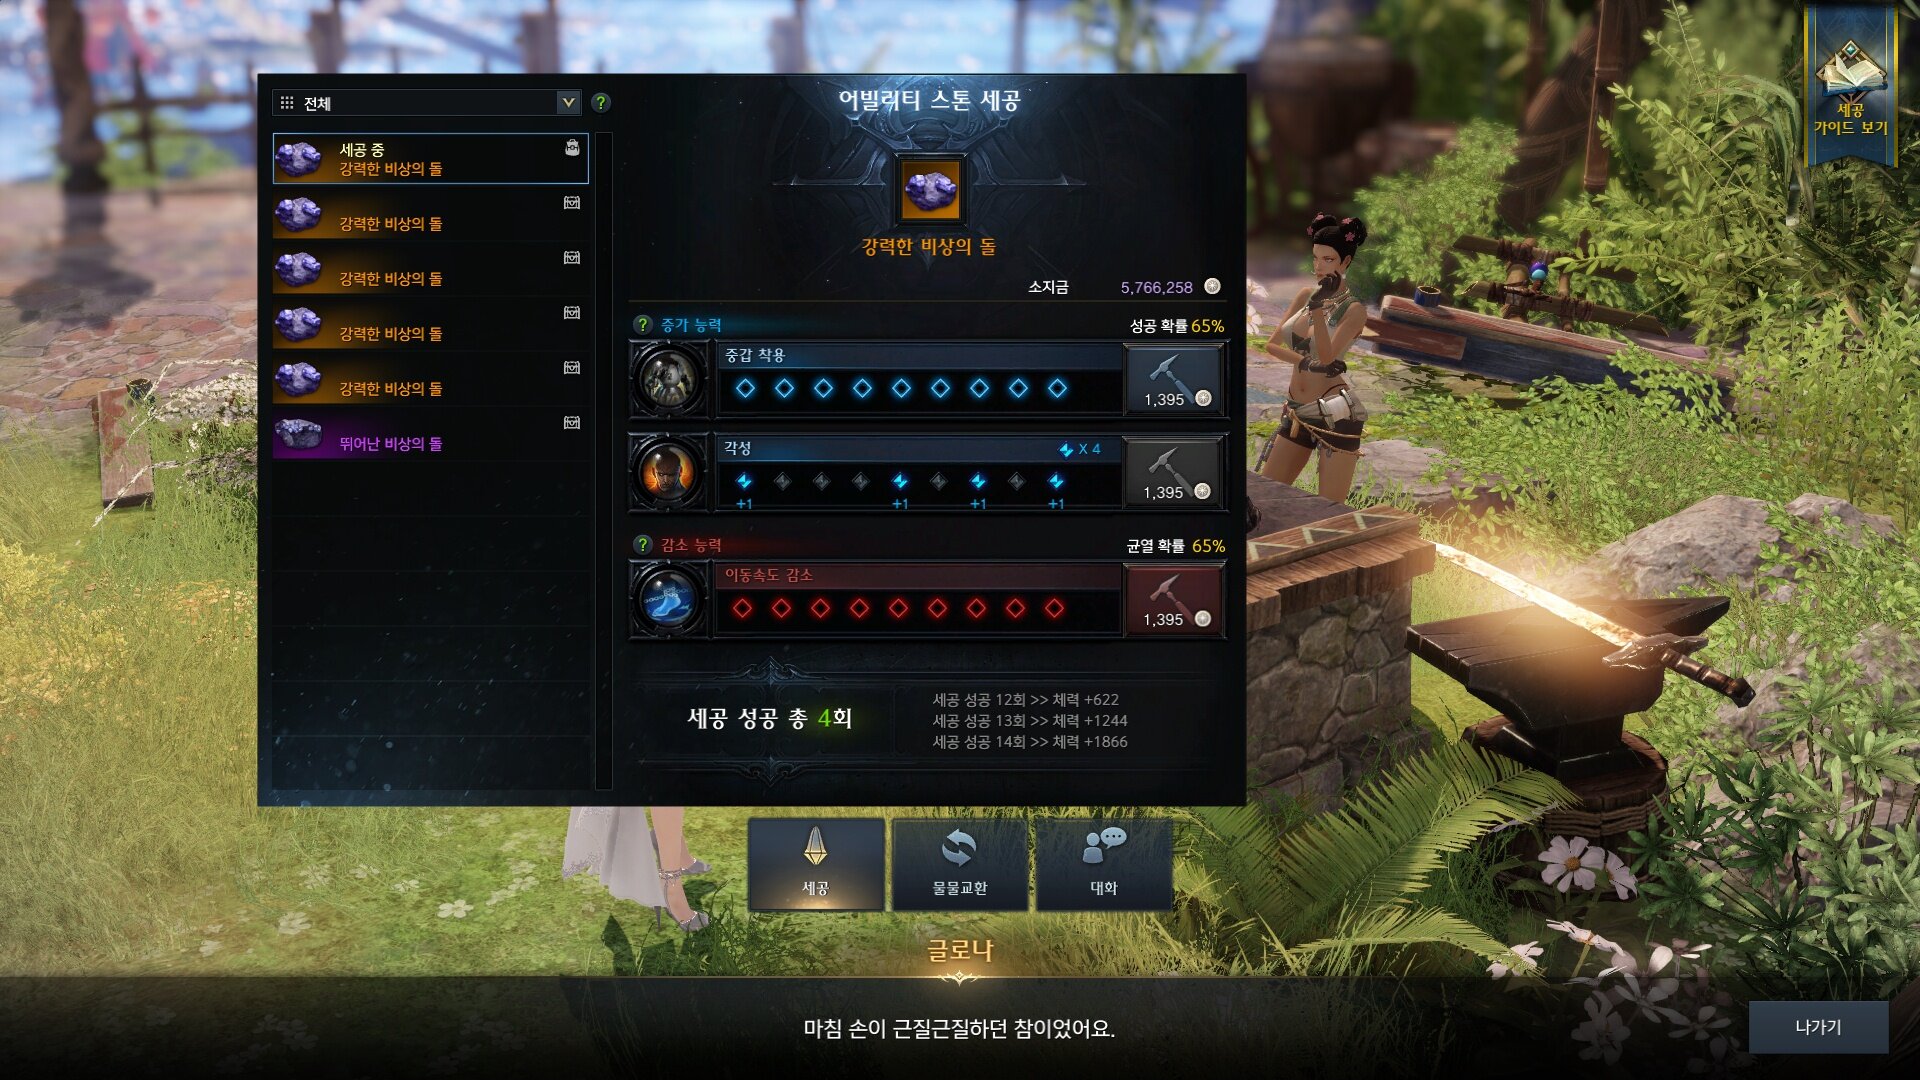 전체
세공 중
강력한 비상의 돌
강력한 비상의 돌
강력한 비상의 돌
강력한 비상의 돌
강력한 비상의 돌
뛰어난 비상의 돌
어빌리티 스톤 세공
강력한 비상의 돌
소지금 5,766,258
? 증가 능력 성공 확률 65%
중갑 착용
1,395
각성 X 4
+1 +1 +1 +1
1,395
? 감소 능력 균열 확률 65%
이동속도 감소
1,395
세공 성공 총 4회
세공 성공 12회 >> 체력 +622
세공 성공 13회 >> 체력 +1244
세공 성공 14회 >> 체력 +1866
세공
가이드 보기
세공
물물교환
대화
글로나
마침 손이 근질근질하던 참이었어요.
나가기